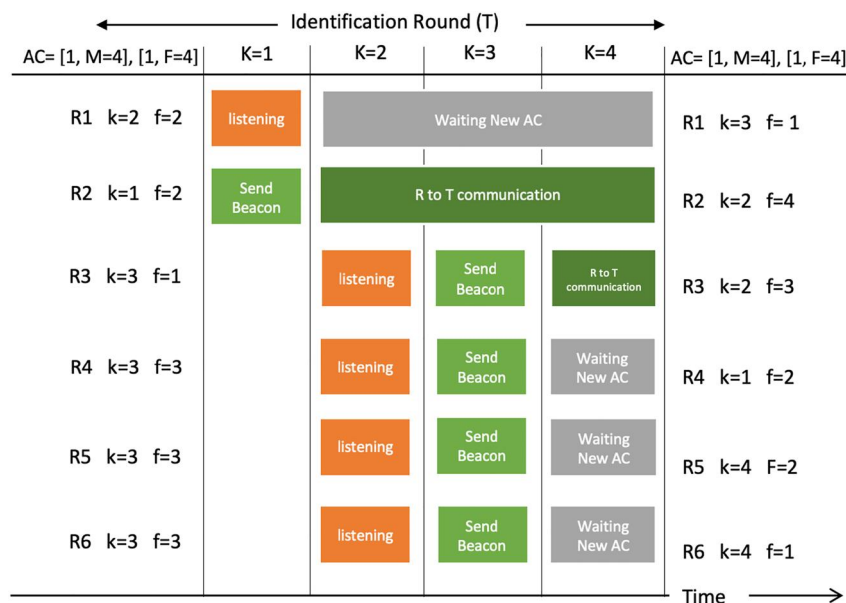 Identification Round (T)
AC= [1, M=4], [1, F=4] K=1 K=2 K=3 K=4 AC= [1, M=4], [1, F=4]
R1 k=2 f=2 listening Waiting New AC R1 k=3 f= 1
R2 k=1 f=2 Send Beacon R to T communication R2 k=2 f=4
R3 k=3 f=1 listening Send Beacon R to T communication R3 k=2 f=3
R4 k=3 f=3 listening Send Beacon Waiting New AC R4 k=1 f=2
R5 k=3 f=3 listening Send Beacon Waiting New AC R5 k=4 F=2
R6 k=3 f=3 listening Send Beacon Waiting New AC R6 k=4 f=1
Time